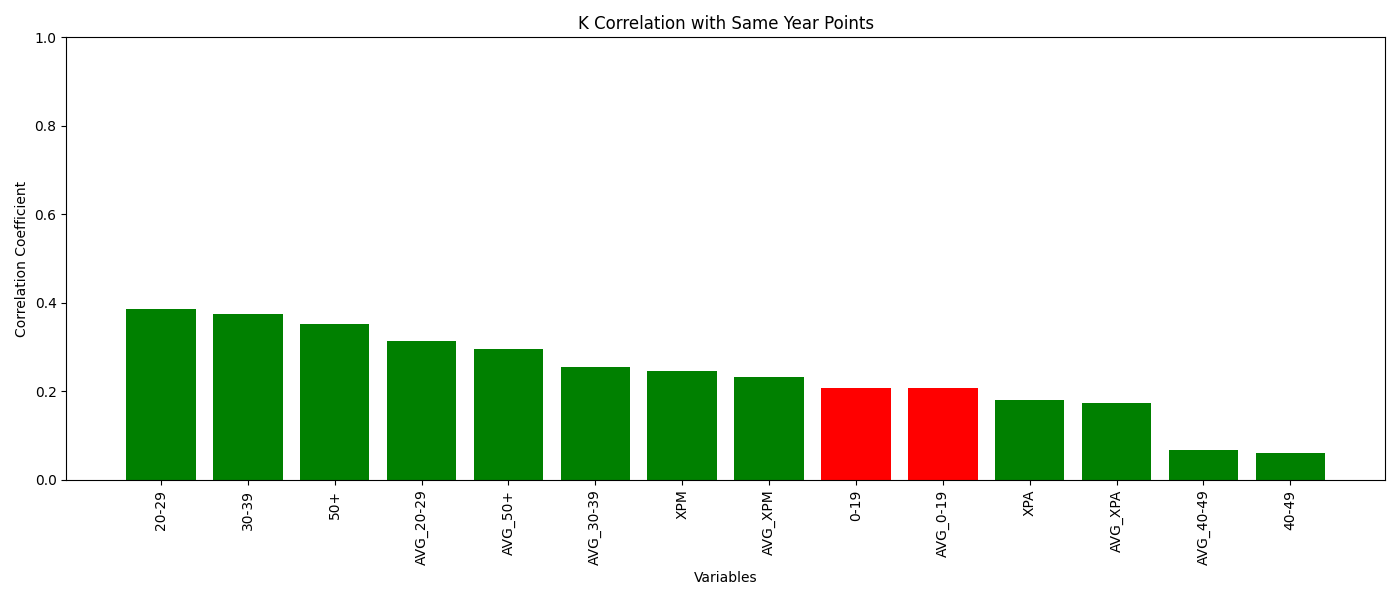 K Correlation with Same Year Points
Correlation Coefficient
1.0
0.8
0.6
0.4
0.2
0.0
20-29
30-39
50+
AVG_20-29
AVG_50+
AVG_30-39
XPM
AVG_XPM
0-19
AVG_0-19
XPA
AVG_XPA
AVG_40-49
40-49
Variables